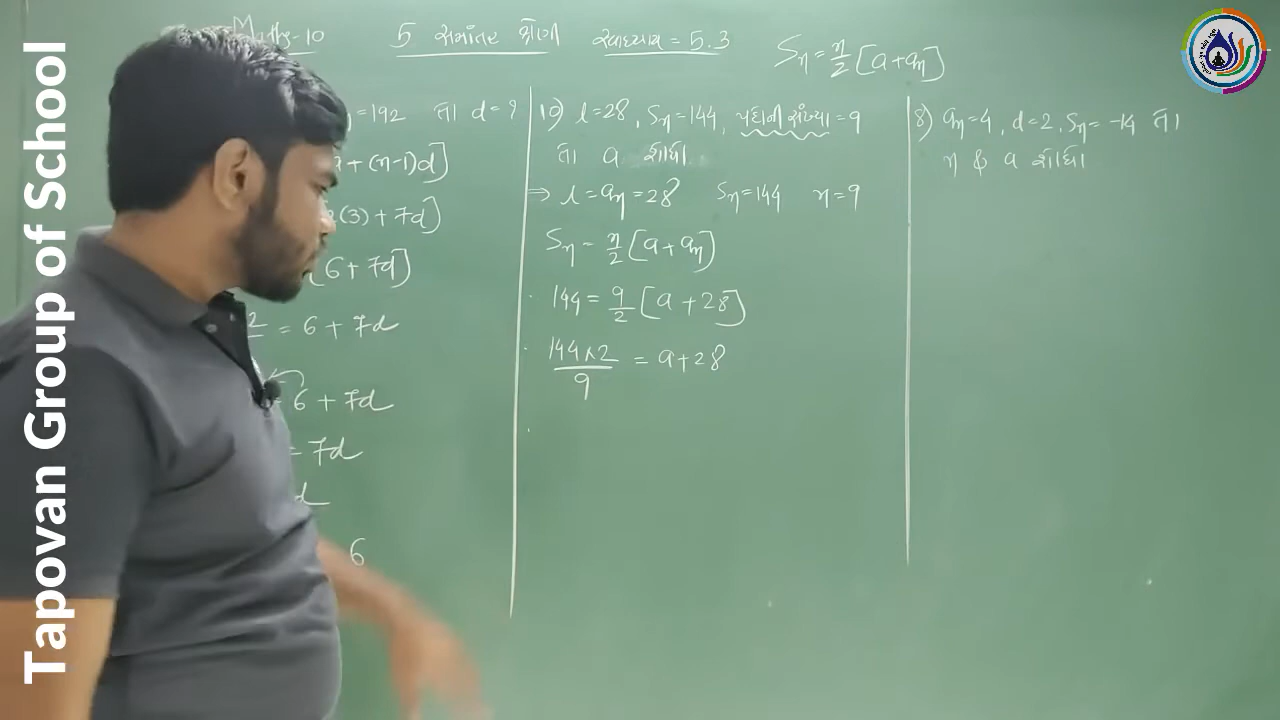 Tapovan Group of School
Maths-10 5 સમાંતર શ્રેણી સ્વાધ્યાય = 5.3
Sn = n/2 [a + an]
) = 192 તો d = ?
+ (n-1)d]
(3) + 7d]
6 + 7d]
2 = 6 + 7d
6 + 7d
= 7d
d
6
10) l = 28, Sn = 144, પદોની સંખ્યા = 9
તો a શોધો.
⇒ l = an = 28 Sn = 144 n = 9
Sn = n/2 [a + an]
144 = 9/2 [a + 28]
144 × 2 / 9 = a + 28
8) an = 4, d = 2, Sn = -14 તો
n & a શોધો